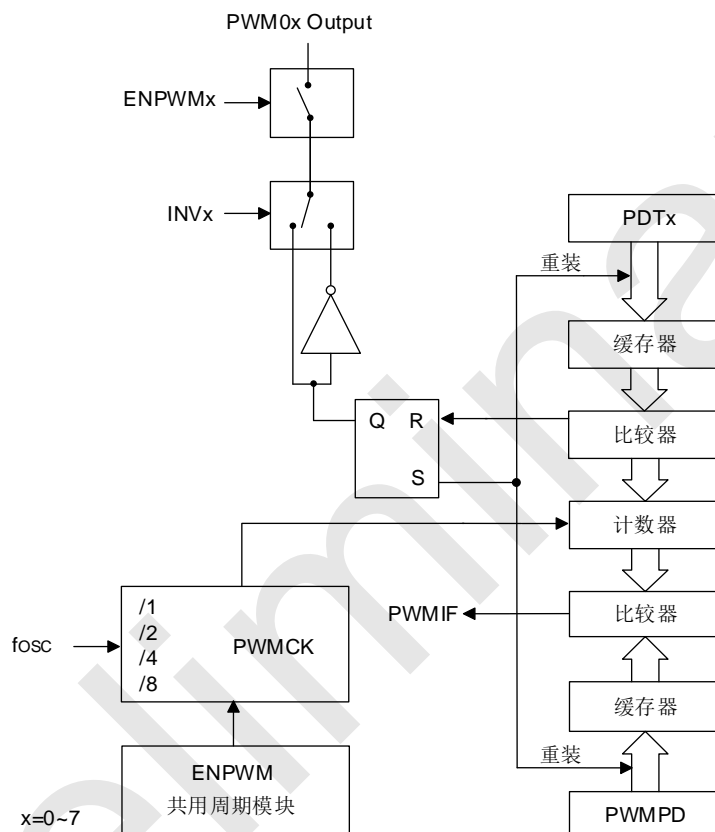 PWM0x Output
ENPWMx
INVx
PDTx
重装
缓存器
Q R
比较器
S
计数器
/1
/2
/4
/8
PWMCK
fosc
PWMIF
比较器
缓存器
重装
ENPWM
共用周期模块
x=0~7
PWMPD